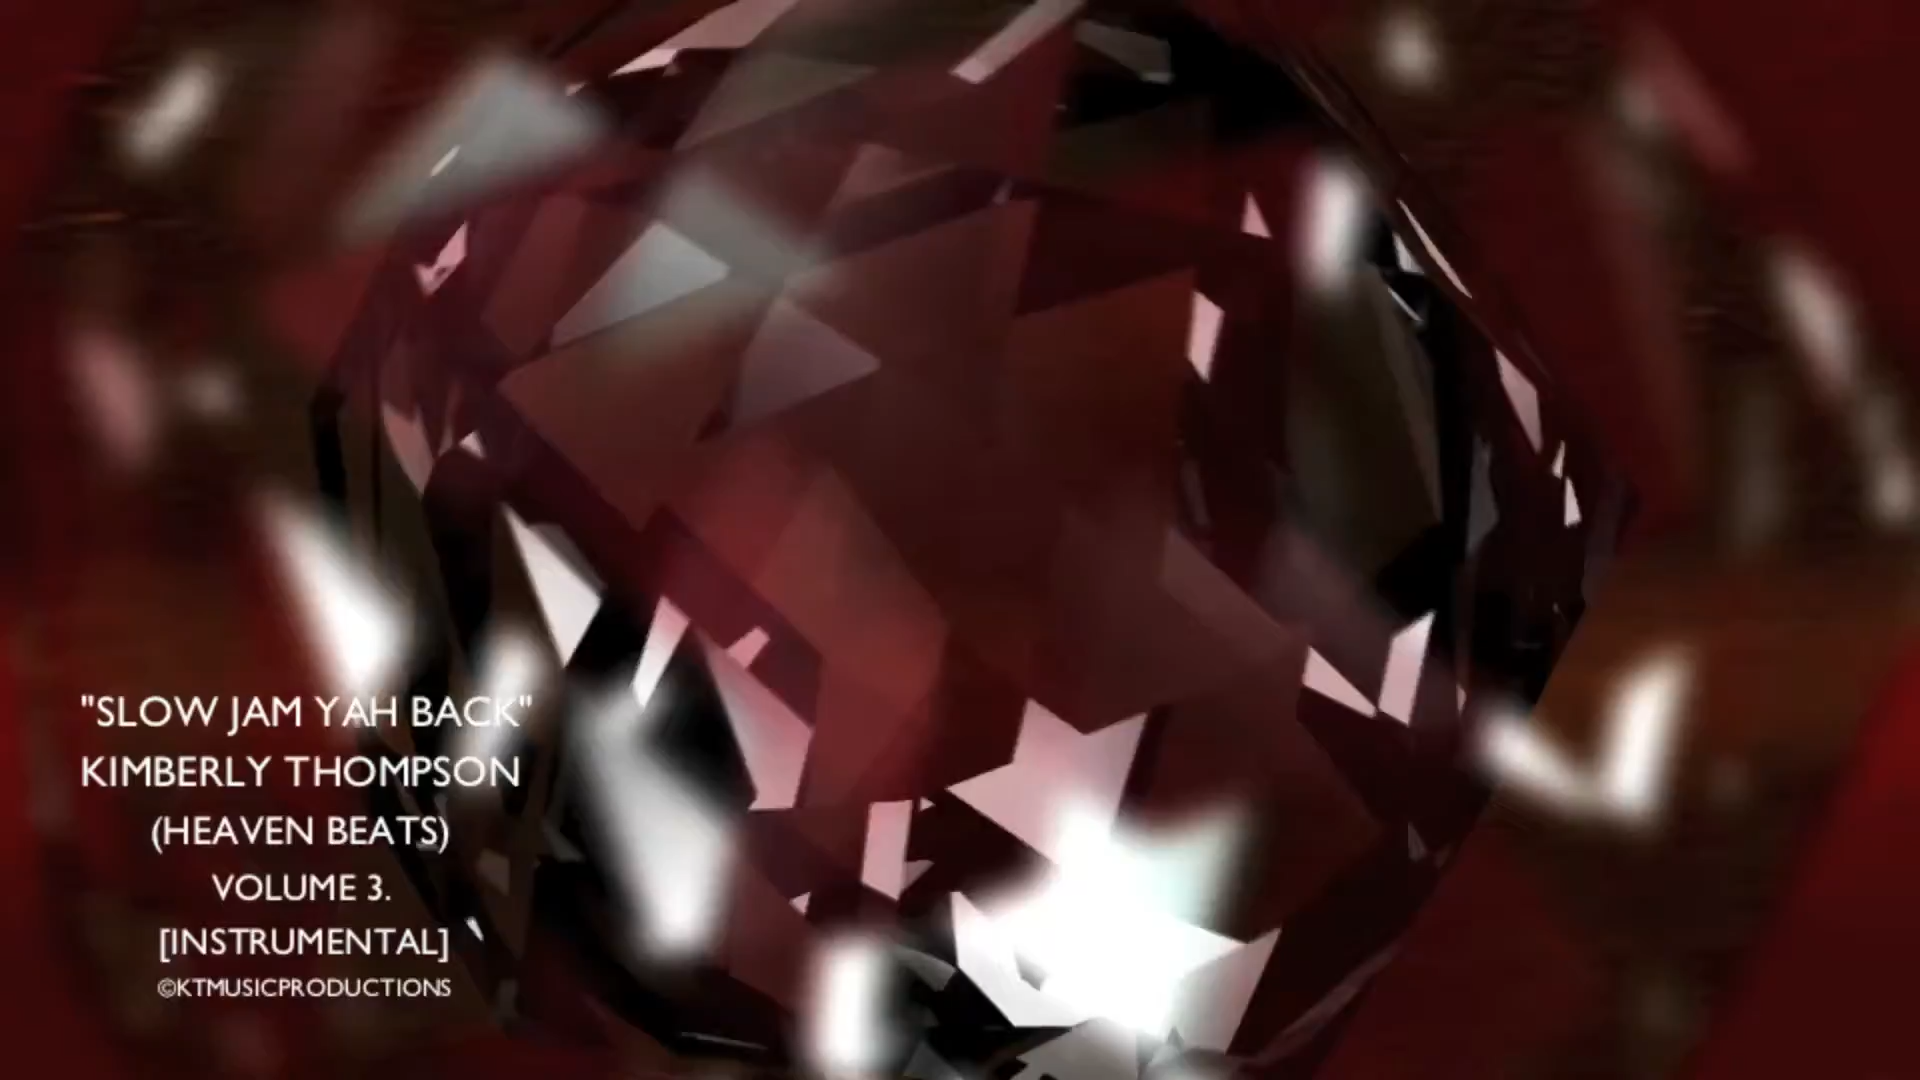 "SLOW JAM YAH BACK"
KIMBERLY THOMPSON
(HEAVEN BEATS)
VOLUME 3.
[INSTRUMENTAL]
©KTMUSICPRODUCTIONS